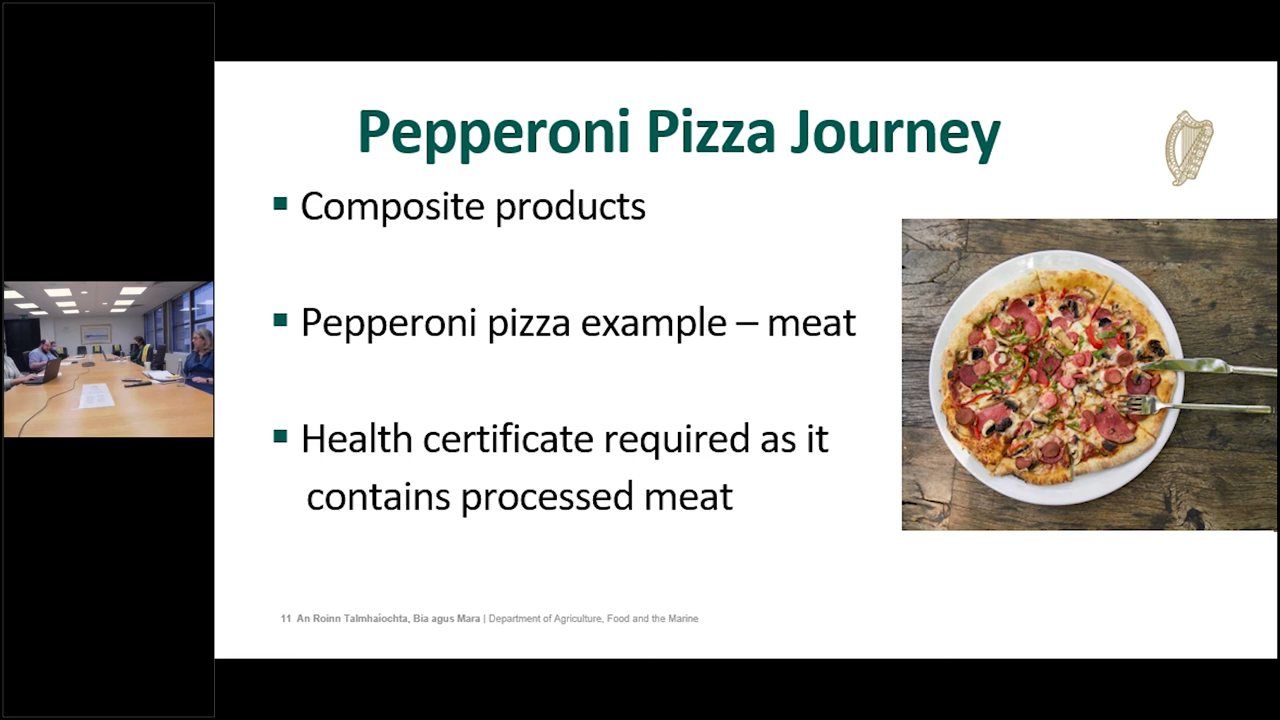 Pepperoni Pizza Journey
▪ Composite products
▪ Pepperoni pizza example – meat
▪ Health certificate required as it
contains processed meat
11 An Roinn Talmhaíochta, Bia agus Mara | Department of Agriculture, Food and the Marine